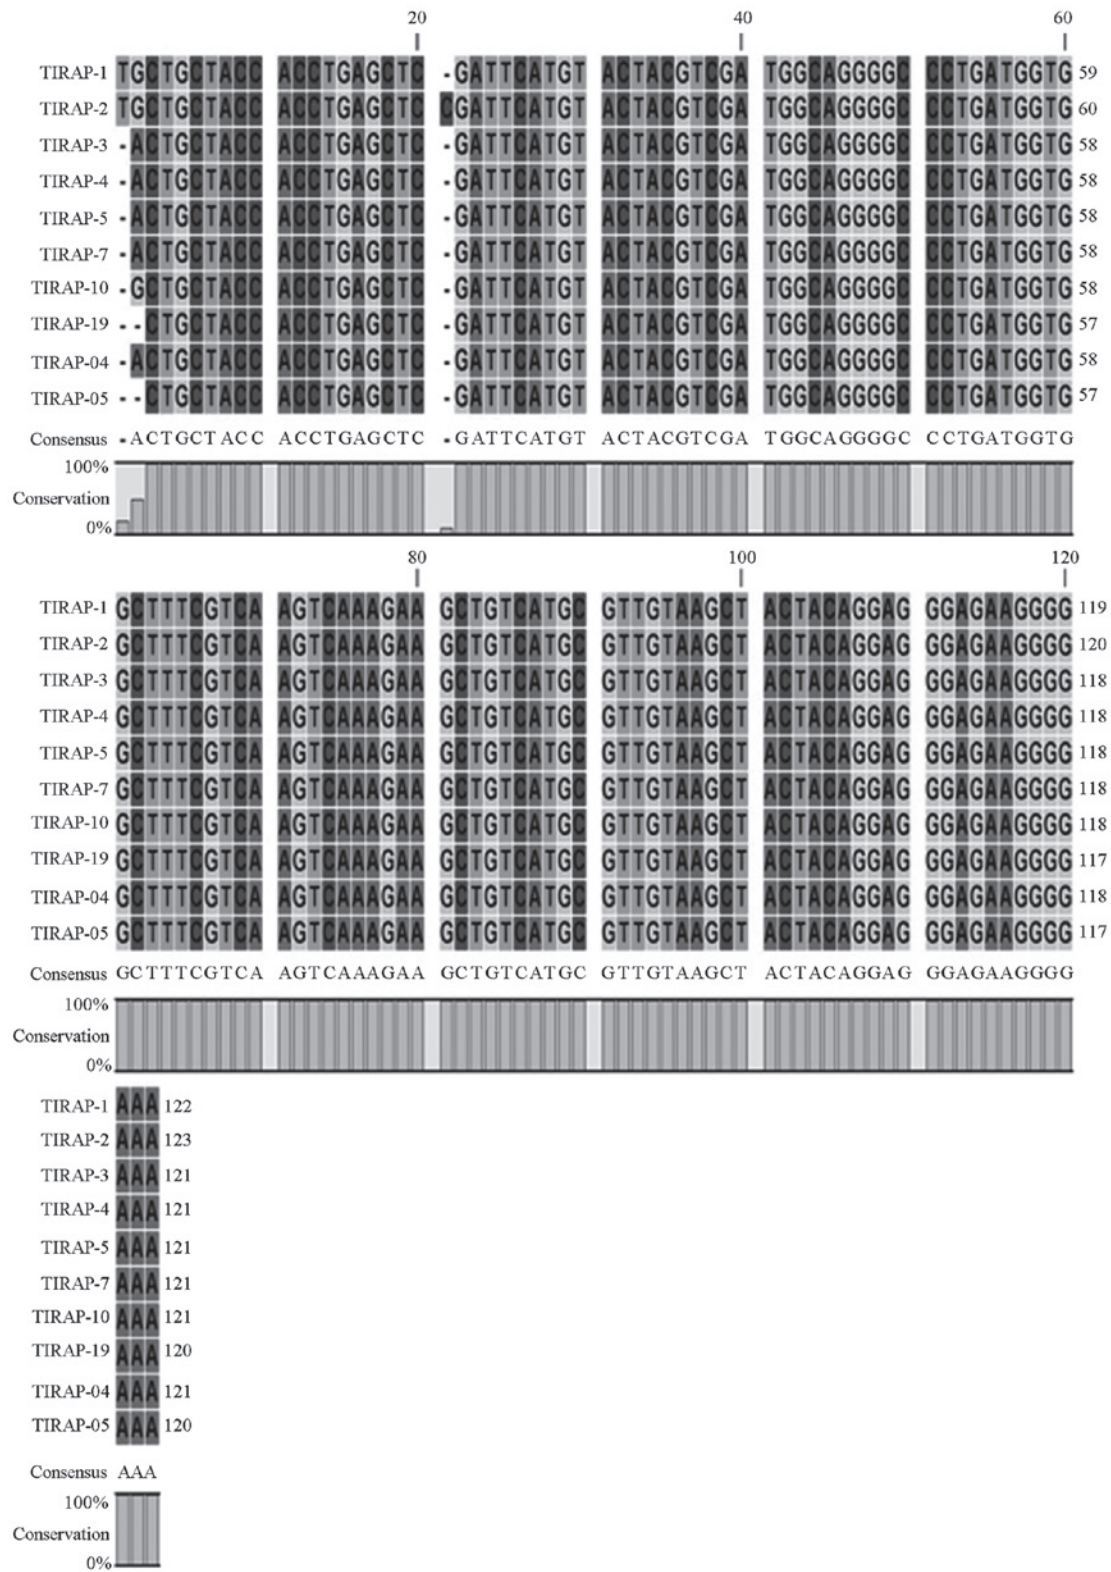 20 40 60
TIRAP-1 TGCTGCTACC ACCTGAGCTC -GATTCATGT ACTACGTCGA TGGCAGGGGC CCTGATGGTG 59
TIRAP-2 TGCTGCTACC ACCTGAGCTC CGATTCATGT ACTACGTCGA TGGCAGGGGC CCTGATGGTG 60
TIRAP-3 -ACTGCTACC ACCTGAGCTC -GATTCATGT ACTACGTCGA TGGCAGGGGC CCTGATGGTG 58
TIRAP-4 -ACTGCTACC ACCTGAGCTC -GATTCATGT ACTACGTCGA TGGCAGGGGC CCTGATGGTG 58
TIRAP-5 -ACTGCTACC ACCTGAGCTC -GATTCATGT ACTACGTCGA TGGCAGGGGC CCTGATGGTG 58
TIRAP-7 -ACTGCTACC ACCTGAGCTC -GATTCATGT ACTACGTCGA TGGCAGGGGC CCTGATGGTG 58
TIRAP-10 -GCTGCTACC ACCTGAGCTC -GATTCATGT ACTACGTCGA TGGCAGGGGC CCTGATGGTG 58
TIRAP-19 --CTGCTACC ACCTGAGCTC -GATTCATGT ACTACGTCGA TGGCAGGGGC CCTGATGGTG 57
TIRAP-04 -ACTGCTACC ACCTGAGCTC -GATTCATGT ACTACGTCGA TGGCAGGGGC CCTGATGGTG 58
TIRAP-05 --CTGCTACC ACCTGAGCTC -GATTCATGT ACTACGTCGA TGGCAGGGGC CCTGATGGTG 57
Consensus -ACTGCTACC ACCTGAGCTC -GATTCATGT ACTACGTCGA TGGCAGGGGC CCTGATGGTG
100%
Conservation
0%
80 100 120
TIRAP-1 GCTTTCGTCA AGTCAAAGAA GCTGTCATGC GTTGTAAGCT ACTACAGGAG GGAGAAGGGG 119
TIRAP-2 GCTTTCGTCA AGTCAAAGAA GCTGTCATGC GTTGTAAGCT ACTACAGGAG GGAGAAGGGG 120
TIRAP-3 GCTTTCGTCA AGTCAAAGAA GCTGTCATGC GTTGTAAGCT ACTACAGGAG GGAGAAGGGG 118
TIRAP-4 GCTTTCGTCA AGTCAAAGAA GCTGTCATGC GTTGTAAGCT ACTACAGGAG GGAGAAGGGG 118
TIRAP-5 GCTTTCGTCA AGTCAAAGAA GCTGTCATGC GTTGTAAGCT ACTACAGGAG GGAGAAGGGG 118
TIRAP-7 GCTTTCGTCA AGTCAAAGAA GCTGTCATGC GTTGTAAGCT ACTACAGGAG GGAGAAGGGG 118
TIRAP-10 GCTTTCGTCA AGTCAAAGAA GCTGTCATGC GTTGTAAGCT ACTACAGGAG GGAGAAGGGG 118
TIRAP-19 GCTTTCGTCA AGTCAAAGAA GCTGTCATGC GTTGTAAGCT ACTACAGGAG GGAGAAGGGG 117
TIRAP-04 GCTTTCGTCA AGTCAAAGAA GCTGTCATGC GTTGTAAGCT ACTACAGGAG GGAGAAGGGG 118
TIRAP-05 GCTTTCGTCA AGTCAAAGAA GCTGTCATGC GTTGTAAGCT ACTACAGGAG GGAGAAGGGG 117
Consensus GCTTTCGTCA AGTCAAAGAA GCTGTCATGC GTTGTAAGCT ACTACAGGAG GGAGAAGGGG
100%
Conservation
0%
TIRAP-1 AAA 122
TIRAP-2 AAA 123
TIRAP-3 AAA 121
TIRAP-4 AAA 121
TIRAP-5 AAA 121
TIRAP-7 AAA 121
TIRAP-10 AAA 121
TIRAP-19 AAA 120
TIRAP-04 AAA 121
TIRAP-05 AAA 120
Consensus AAA
100%
Conservation
0%